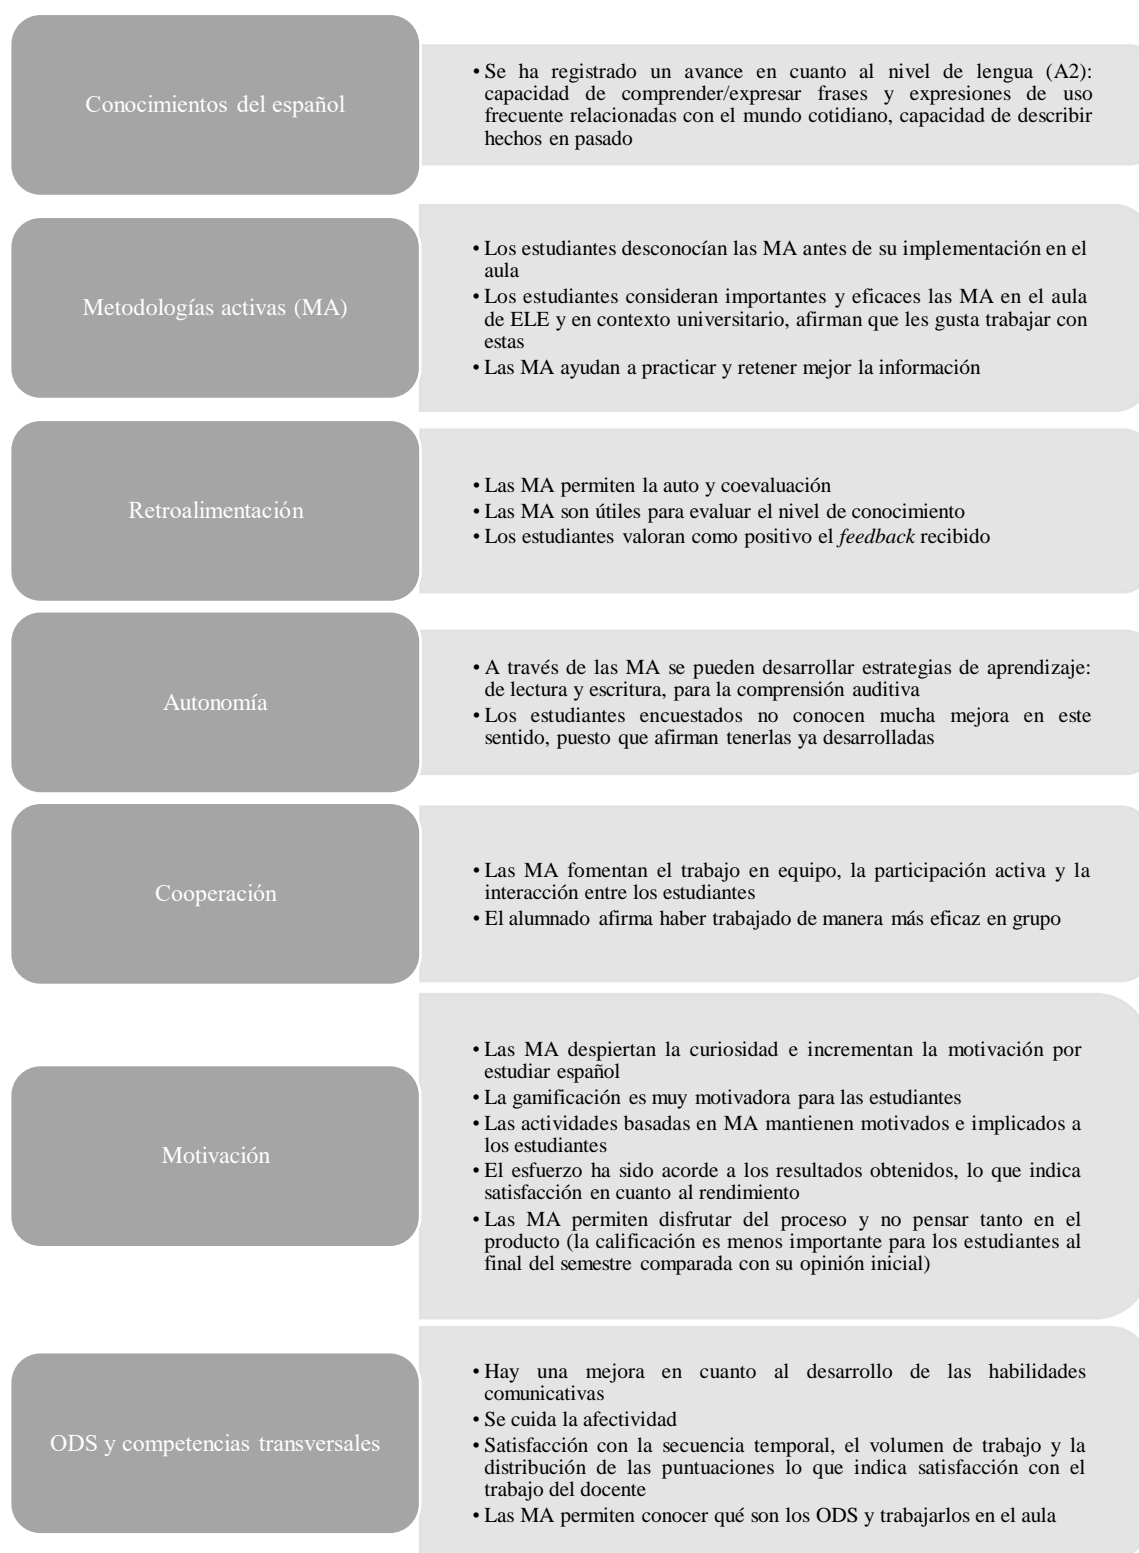 Conocimientos del español
• Se ha registrado un avance en cuanto al nivel de lengua (A2):
capacidad de comprender/expresar frases y expresiones de uso
frecuente relacionadas con el mundo cotidiano, capacidad de describir
hechos en pasado
Metodologías activas (MA)
• Los estudiantes desconocían las MA antes de su implementación en el
aula
• Los estudiantes consideran importantes y eficaces las MA en el aula
de ELE y en contexto universitario, afirman que les gusta trabajar con
estas
• Las MA ayudan a practicar y retener mejor la información
Retroalimentación
• Las MA permiten la auto y coevaluación
• Las MA son útiles para evaluar el nivel de conocimiento
• Los estudiantes valoran como positivo el feedback recibido
Autonomía
• A través de las MA se pueden desarrollar estrategias de aprendizaje:
de lectura y escritura, para la comprensión auditiva
• Los estudiantes encuestados no conocen mucha mejora en este
sentido, puesto que afirman tenerlas ya desarrolladas
Cooperación
• Las MA fomentan el trabajo en equipo, la participación activa y la
interacción entre los estudiantes
• El alumnado afirma haber trabajado de manera más eficaz en grupo
Motivación
• Las MA despiertan la curiosidad e incrementan la motivación por
estudiar español
• La gamificación es muy motivadora para las estudiantes
• Las actividades basadas en MA mantienen motivados e implicados a
los estudiantes
• El esfuerzo ha sido acorde a los resultados obtenidos, lo que indica
satisfacción en cuanto al rendimiento
• Las MA permiten disfrutar del proceso y no pensar tanto en el
producto (la calificación es menos importante para los estudiantes al
final del semestre comparada con su opinión inicial)
ODS y competencias transversales
• Hay una mejora en cuanto al desarrollo de las habilidades
comunicativas
• Se cuida la afectividad
• Satisfacción con la secuencia temporal, el volumen de trabajo y la
distribución de las puntuaciones lo que indica satisfacción con el
trabajo del docente
• Las MA permiten conocer qué son los ODS y trabajarlos en el aula